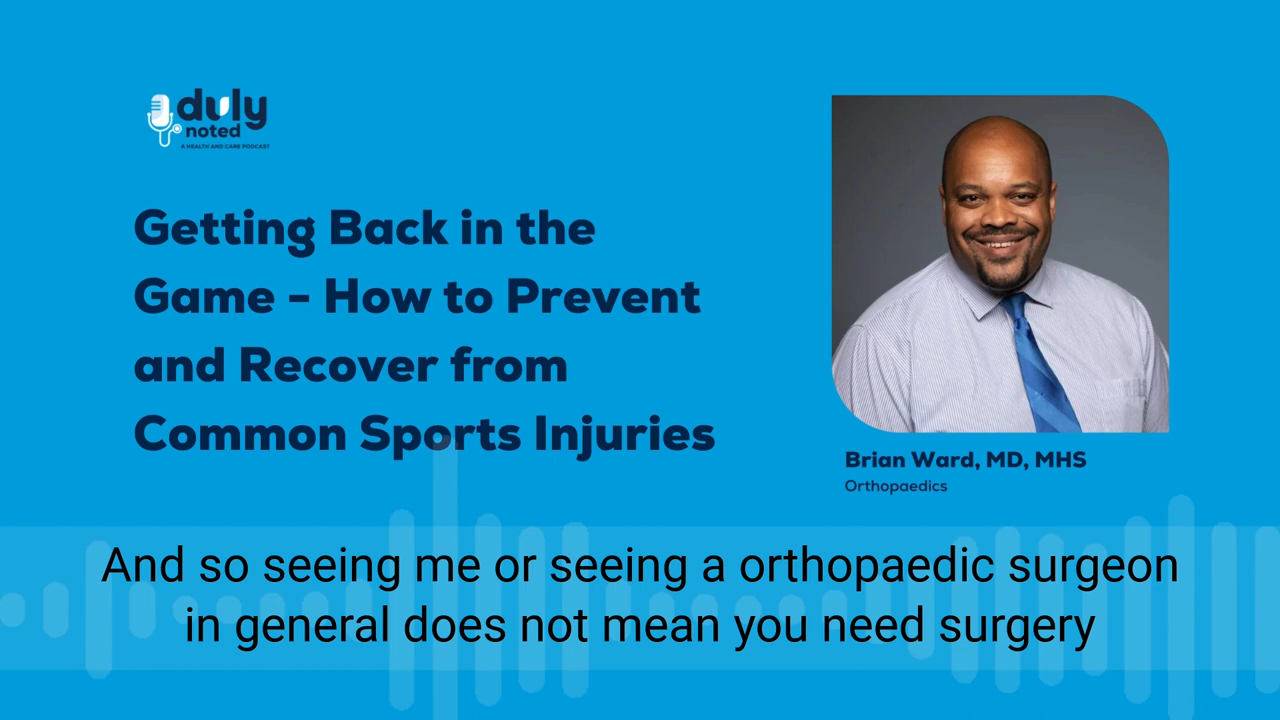 duly
noted
A HEALTH AND CARE PODCAST
Getting Back in the
Game - How to Prevent
and Recover from
Common Sports Injuries
Brian Ward, MD, MHS
Orthopaedics
And so seeing me or seeing a orthopaedic surgeon
in general does not mean you need surgery